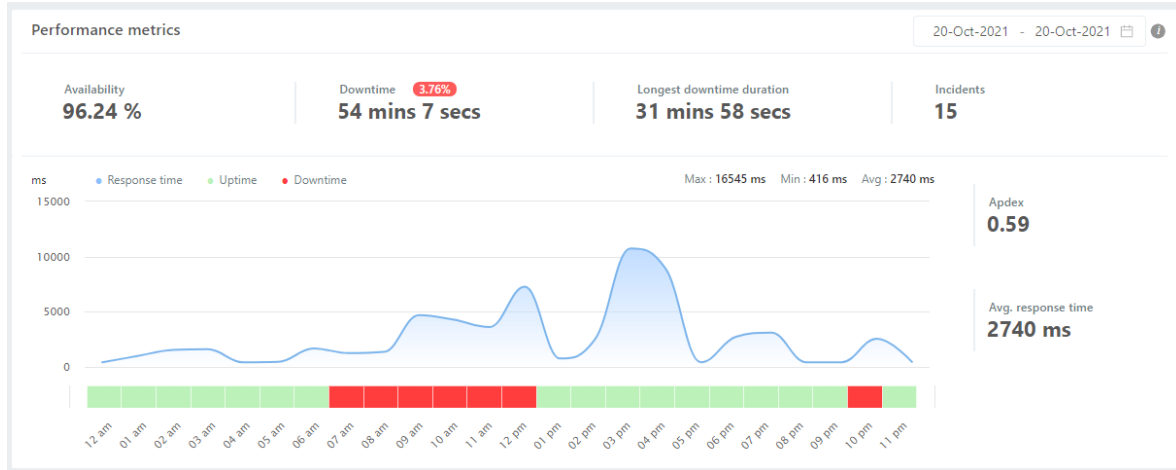 Performance metrics
20-Oct-2021 - 20-Oct-2021
i
Availability
96.24 %
Downtime 3.76%
54 mins 7 secs
Longest downtime duration
31 mins 58 secs
Incidents
15
ms Response time Uptime Downtime
Max : 16545 ms Min : 416 ms Avg : 2740 ms
15000
10000
5000
0
12 am 01 am 02 am 03 am 04 am 05 am 06 am 07 am 08 am 09 am 10 am 11 am 12 pm 01 pm 02 pm 03 pm 04 pm 05 pm 06 pm 07 pm 08 pm 09 pm 10 pm 11 pm
Apdex
0.59
Avg. response time
2740 ms